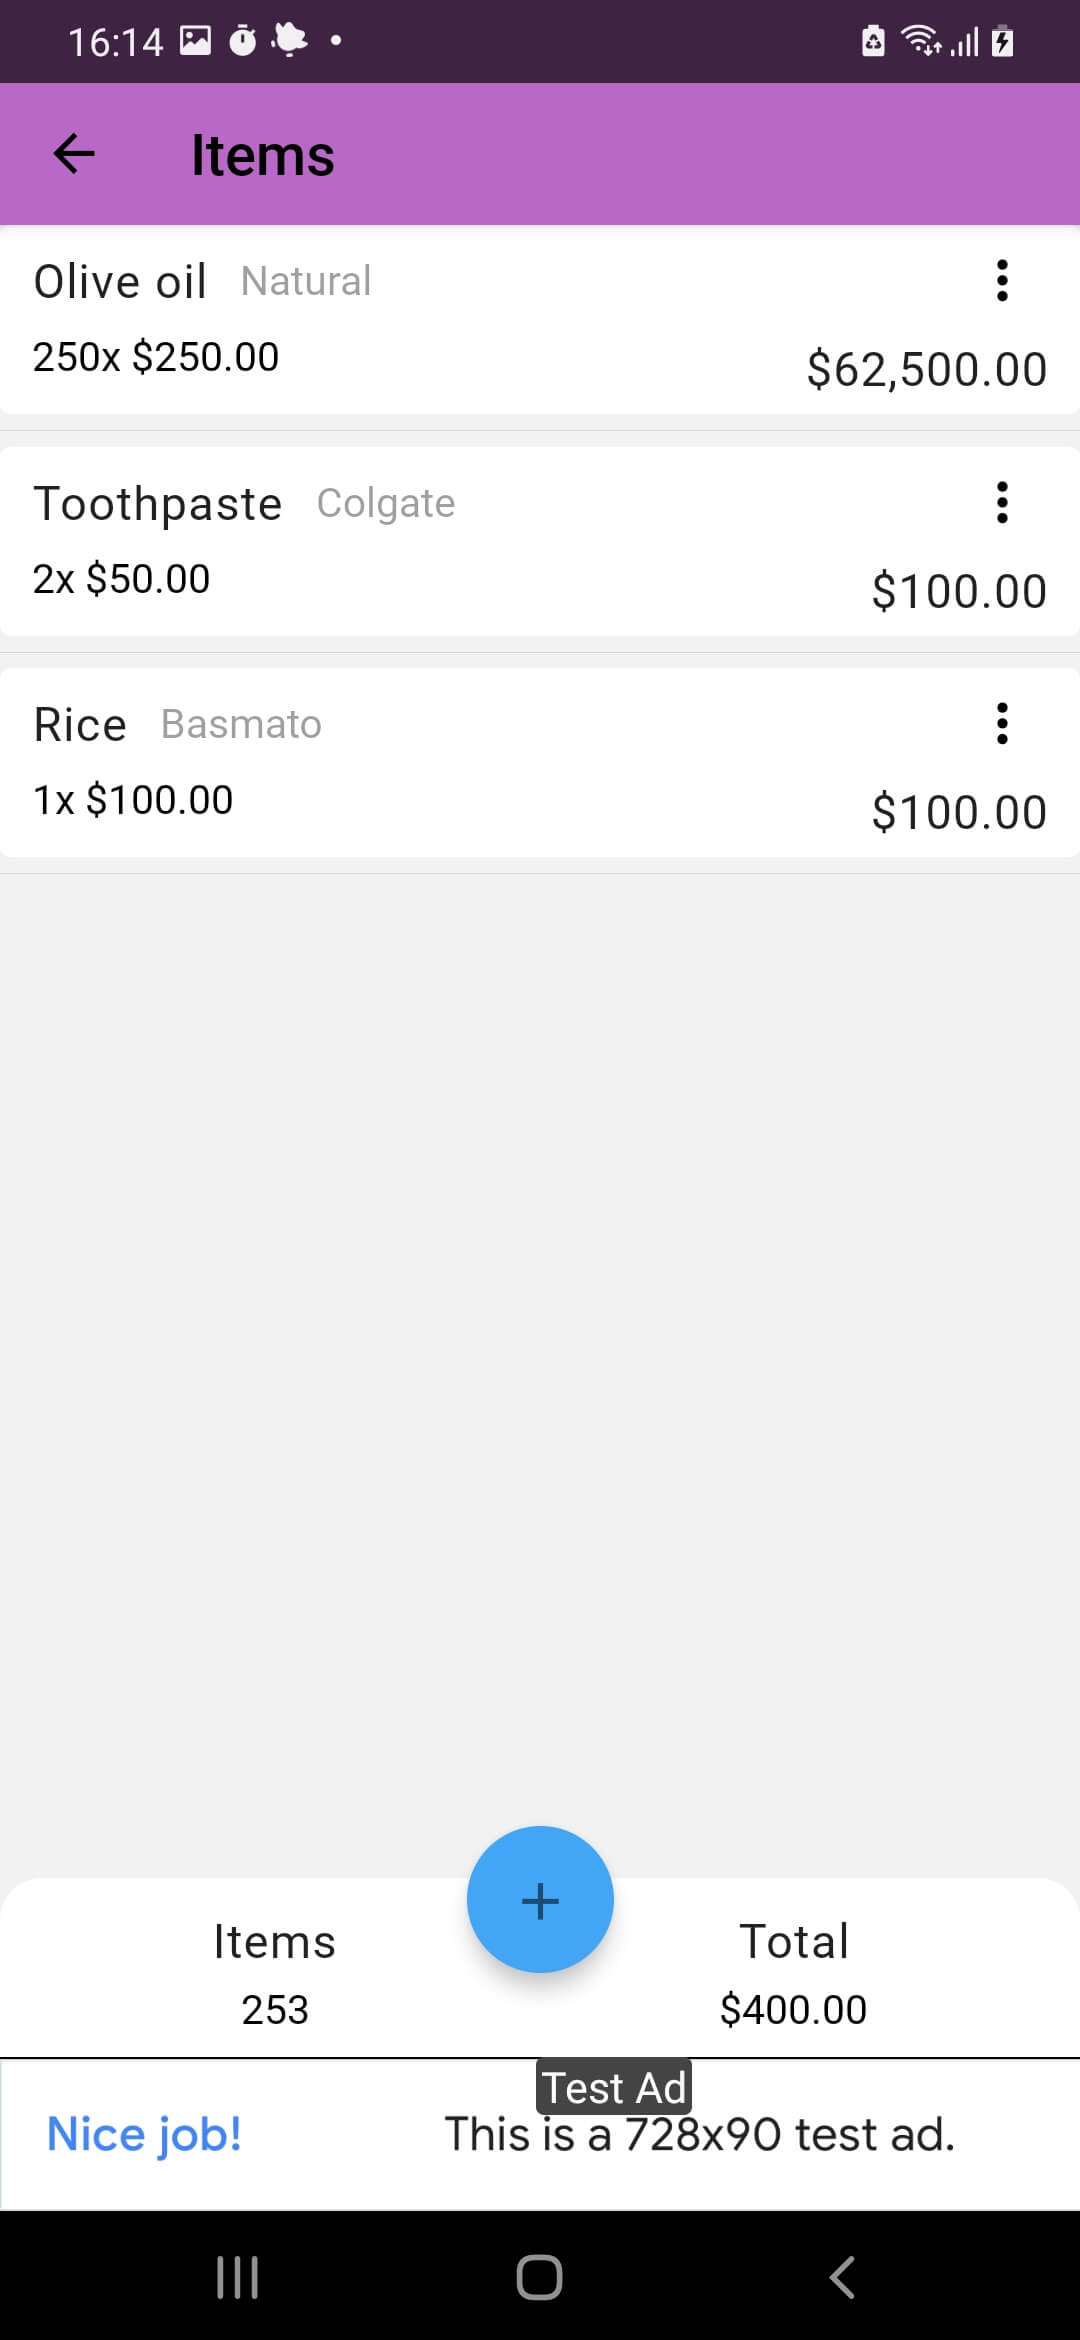 16:14
Items
Olive oil Natural
250x $250.00
$62,500.00
Toothpaste Colgate
2x $50.00
$100.00
Rice Basmato
1x $100.00
$100.00
+
Items Total
253 $400.00
Test Ad
Nice job! This is a 728x90 test ad.